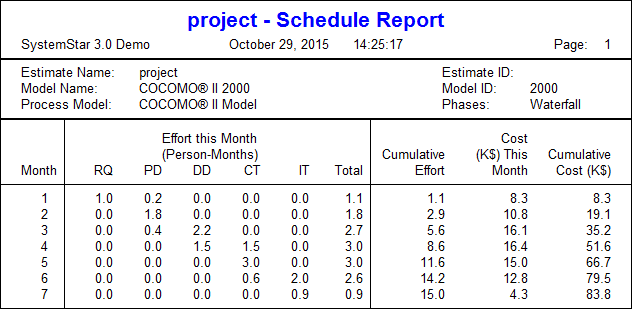 project - Schedule Report
SystemStar 3.0 Demo October 29, 2015 14:25:17 Page: 1
Estimate Name: project Estimate ID:
Model Name: COCOMO® II 2000 Model ID: 2000
Process Model: COCOMO® II Model Phases: Waterfall
Effort this Month Cost
(Person-Months) Cumulative (K$) This Cumulative
Month RQ PD DD CT IT Total Effort Month Cost (K$)
1 1.0 0.2 0.0 0.0 0.0 1.1 1.1 8.3 8.3
2 0.0 1.8 0.0 0.0 0.0 1.8 2.9 10.8 19.1
3 0.0 0.4 2.2 0.0 0.0 2.7 5.6 16.1 35.2
4 0.0 0.0 1.5 1.5 0.0 3.0 8.6 16.4 51.6
5 0.0 0.0 0.0 3.0 0.0 3.0 11.6 15.0 66.7
6 0.0 0.0 0.0 0.6 2.0 2.6 14.2 12.8 79.5
7 0.0 0.0 0.0 0.0 0.9 0.9 15.0 4.3 83.8